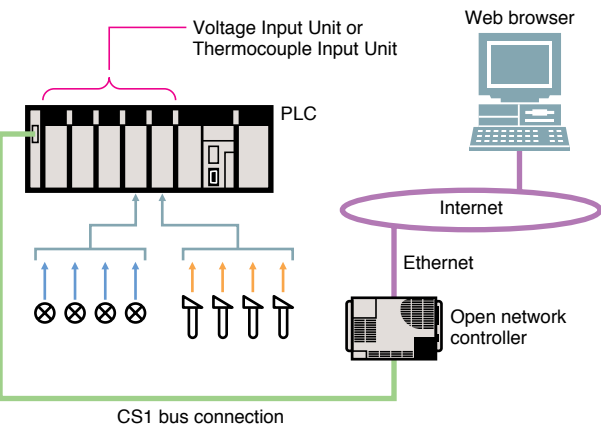 Web browser
Voltage Input Unit or
Thermocouple Input Unit
PLC
Internet
Ethernet
Open network
controller
CS1 bus connection